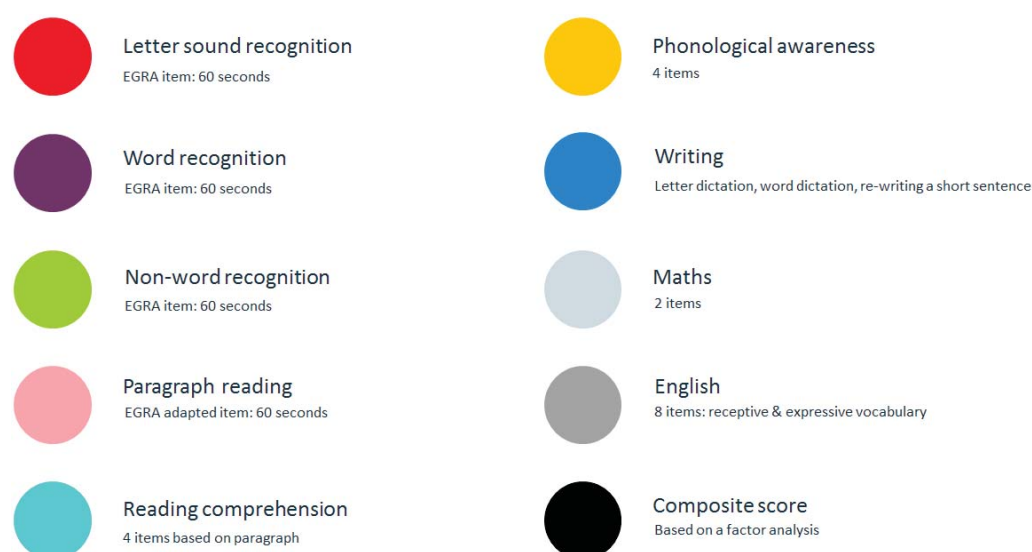 Letter sound recognition
EGRA item: 60 seconds
Word recognition
EGRA item: 60 seconds
Non-word recognition
EGRA item: 60 seconds
Paragraph reading
EGRA adapted item: 60 seconds
Reading comprehension
4 items based on paragraph
Phonological awareness
4 items
Writing
Letter dictation, word dictation, re-writing a short sentence
Maths
2 items
English
8 items: receptive & expressive vocabulary
Composite score
Based on a factor analysis